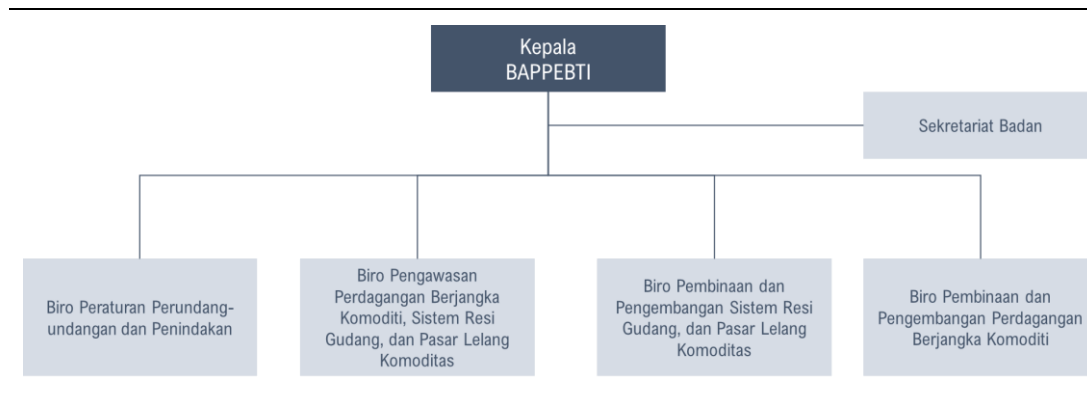 Kepala
BAPPEBTI
Sekretariat Badan
Biro Peraturan Perundang-
undangan dan Penindakan
Biro Pengawasan
Perdagangan Berjangka
Komoditi, Sistem Resi
Gudang, dan Pasar Lelang
Komoditas
Biro Pembinaan dan
Pengembangan Sistem Resi
Gudang, dan Pasar Lelang
Komoditas
Biro Pembinaan dan
Pengembangan Perdagangan
Berjangka Komoditi